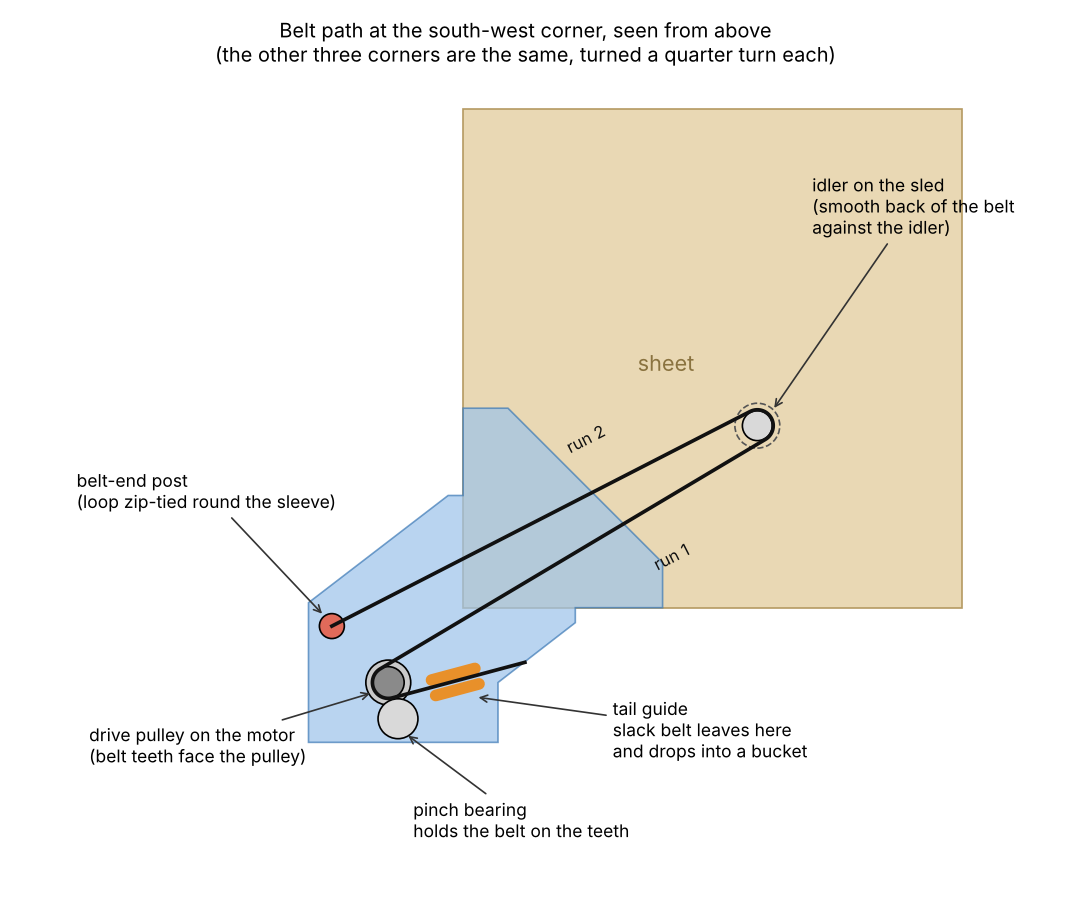 Belt path at the south-west corner, seen from above
(the other three corners are the same, turned a quarter turn each)
idler on the sled
(smooth back of the belt
against the idler)
sheet
run 2
belt-end post
(loop zip-tied round the sleeve)
run 1
tail guide
slack belt leaves here
and drops into a bucket
drive pulley on the motor
(belt teeth face the pulley)
pinch bearing
holds the belt on the teeth